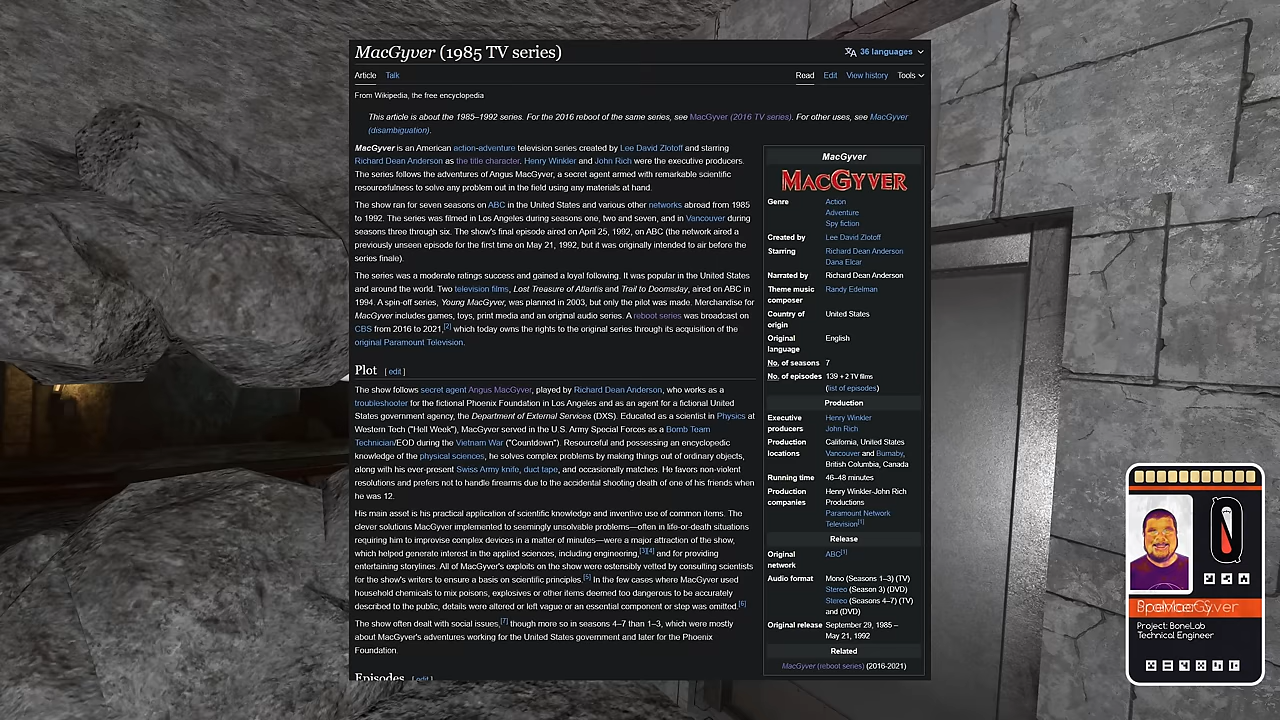 MacGyver (1985 TV series)
36 languages
Article Talk
Read Edit View history Tools
From Wikipedia, the free encyclopedia
This article is about the 1985–1992 series. For the 2016 reboot of the same series, see MacGyver (2016 TV series). For other uses, see MacGyver
(disambiguation).
MacGyver is an American action-adventure television series created by Lee David Zlotoff and starring
Richard Dean Anderson as the title character. Henry Winkler and John Rich were the executive producers.
The series follows the adventures of Angus MacGyver, a secret agent armed with remarkable scientific
resourcefulness to solve any problem out in the field using any materials at hand.
The show ran for seven seasons on ABC in the United States and various other networks abroad from 1985
to 1992. The series was filmed in Los Angeles during seasons one, two and seven, and in Vancouver during
seasons three through six. The show's final episode aired on April 25, 1992, on ABC (the network aired a
previously unseen episode for the first time on May 21, 1992, but it was originally intended to air before the
series finale).
The series was a moderate ratings success and gained a loyal following. It was popular in the United States
and around the world. Two television films, Lost Treasure of Atlantis and Trail to Doomsday, aired on ABC in
1994. A spin-off series, Young MacGyver, was planned in 2003, but only the pilot was made. Merchandise for
MacGyver includes games, toys, print media and an original audio series. A reboot series was broadcast on
CBS from 2016 to 2021,[2] which today owns the rights to the original series through its acquisition of the
original Paramount Television.
Plot [ edit ]
The show follows secret agent Angus MacGyver, played by Richard Dean Anderson, who works as a
troubleshooter for the fictional Phoenix Foundation in Los Angeles and as an agent for a fictional United
States government agency, the Department of External Services (DXS). Educated as a scientist in Physics at
Western Tech ("Hell Week"), MacGyver served in the U.S. Army Special Forces as a Bomb Team
Technician/EOD during the Vietnam War ("Countdown"). Resourceful and possessing an encyclopedic
knowledge of the physical sciences, he solves complex problems by making things out of ordinary objects,
along with his ever-present Swiss Army knife, duct tape, and occasionally matches. He favors non-violent
resolutions and prefers not to handle firearms due to the accidental shooting death of one of his friends when
he was 12.
His main asset is his practical application of scientific knowledge and inventive use of common items. The
clever solutions MacGyver implemented to seemingly unsolvable problems—often in life-or-death situations
requiring him to improvise complex devices in a matter of minutes—were a major attraction of the show,
which helped generate interest in the applied sciences, including engineering,[3][4] and for providing
entertaining storylines. All of MacGyver's exploits on the show were ostensibly vetted by consulting scientists
for the show's writers to ensure a basis on scientific principles.[5] In the few cases where MacGyver used
household chemicals to mix poisons, explosives or other items deemed too dangerous to be accurately
described to the public, details were altered or left vague or an essential component or step was omitted.[6]
The show often dealt with social issues,[7] though more so in seasons 4–7 than 1–3, which were mostly
about MacGyver's adventures working for the United States government and later for the Phoenix
Foundation.
Episodes [ edit ]
MacGyver
MACGYVER
Genre Action
Adventure
Spy fiction
Created by Lee David Zlotoff
Starring Richard Dean Anderson
Dana Elcar
Narrated by Richard Dean Anderson
Theme music Randy Edelman
composer
Country of United States
origin
Original English
language
No. of seasons 7
No. of episodes 139 + 2 TV films
(list of episodes)
Production
Executive Henry Winkler
producers John Rich
Production California, United States
locations Vancouver and Burnaby,
British Columbia, Canada
Running time 46–48 minutes
Production Henry Winkler-John Rich
companies Productions
Paramount Network
Television[1]
Release
Original ABC[1]
network
Audio format Mono (Seasons 1–3) (TV)
Stereo (Season 3) (DVD)
Stereo (Seasons 4–7) (TV)
and (DVD)
Original release September 29, 1985 –
May 21, 1992
Related
MacGyver (reboot series) (2016-2021)
Project: BoneLab
Technical Engineer